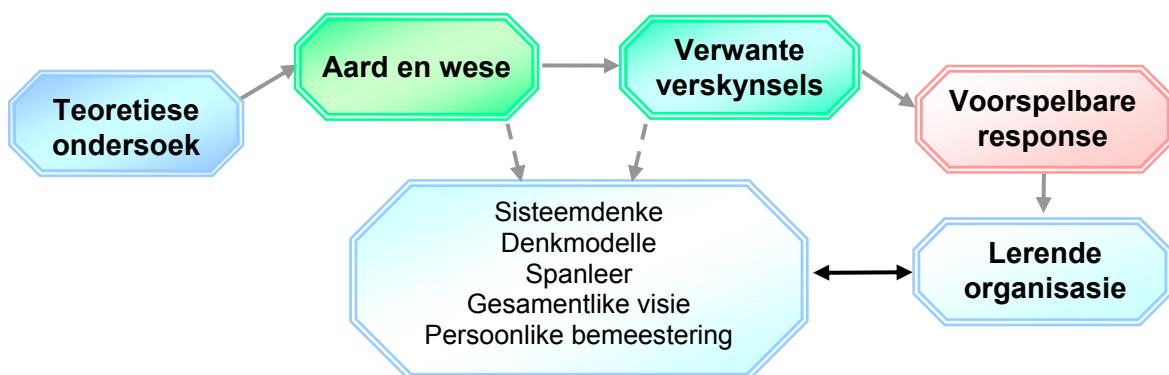 Teoretiese
ondersoek
Aard en wese
Verwante
verskynsels
Voorspelbare
response
Sisteemdenke
Denkmodelle
Spanleer
Gesamentlike visie
Persoonlike bemeestering
Lerende
organisasie